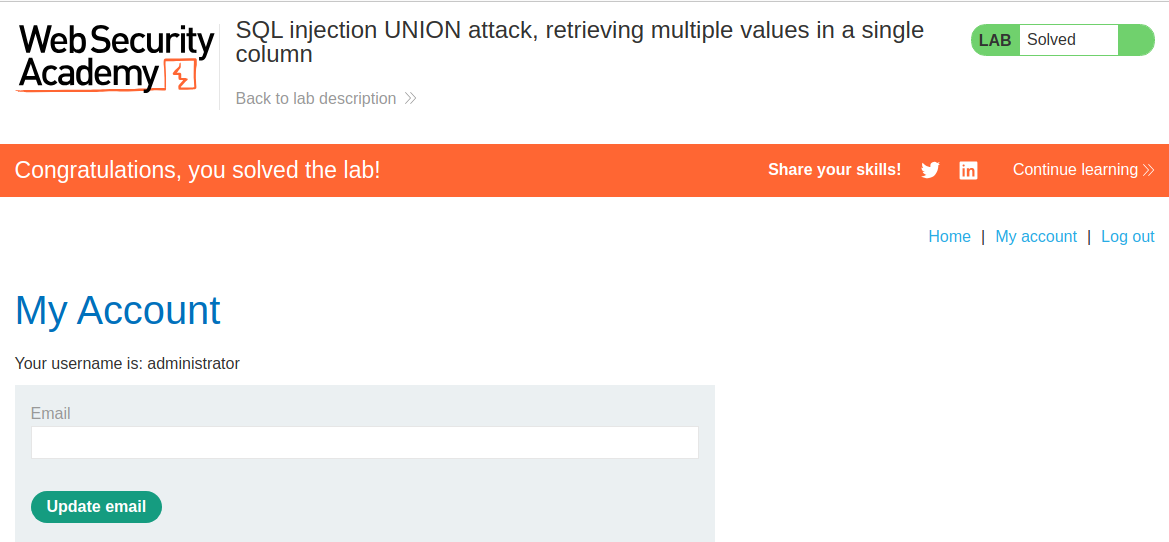 WebSecurity
Academy
SQL injection UNION attack, retrieving multiple values in a single
column
Back to lab description
LAB Solved
Congratulations, you solved the lab!
Share your skills!
Continue learning
Home | My account | Log out
My Account
Your username is: administrator
Email
Update email